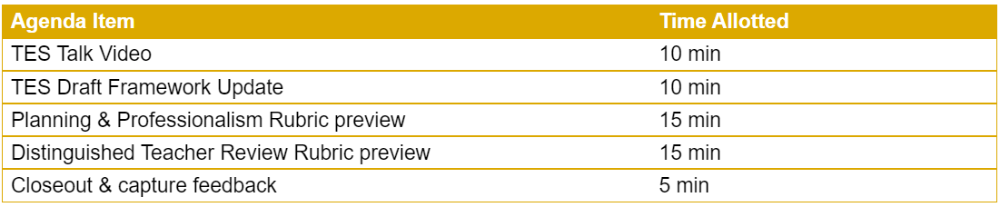 Agenda Item Time Allotted
TES Talk Video 10 min
TES Draft Framework Update 10 min
Planning & Professionalism Rubric preview 15 min
Distinguished Teacher Review Rubric preview 15 min
Closeout & capture feedback 5 min